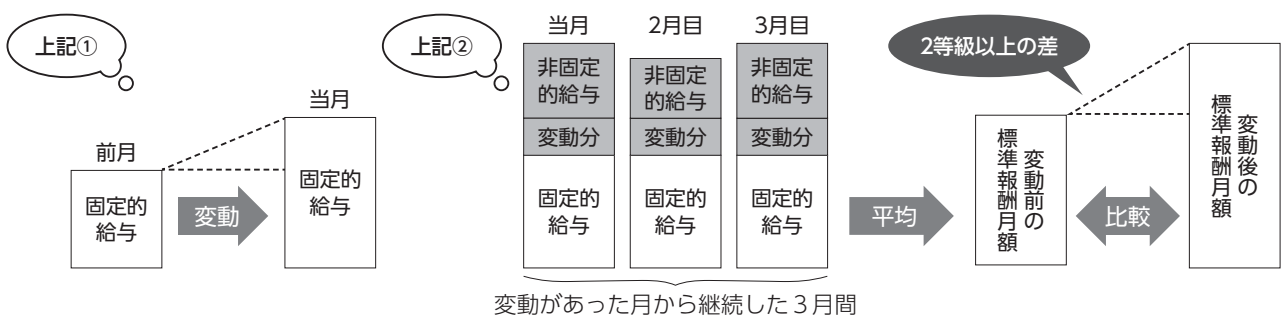 上記①
前月
固定的
給与
変動
当月
固定的
給与
上記②
当月
非固定
的給与
変動分
固定的
給与
2月目
非固定
的給与
変動分
固定的
給与
3月目
非固定
的給与
変動分
固定的
給与
変動があった月から継続した3月間
平均
2等級以上の差
変動前の
標準報酬月額
比較
変動後の
標準報酬月額